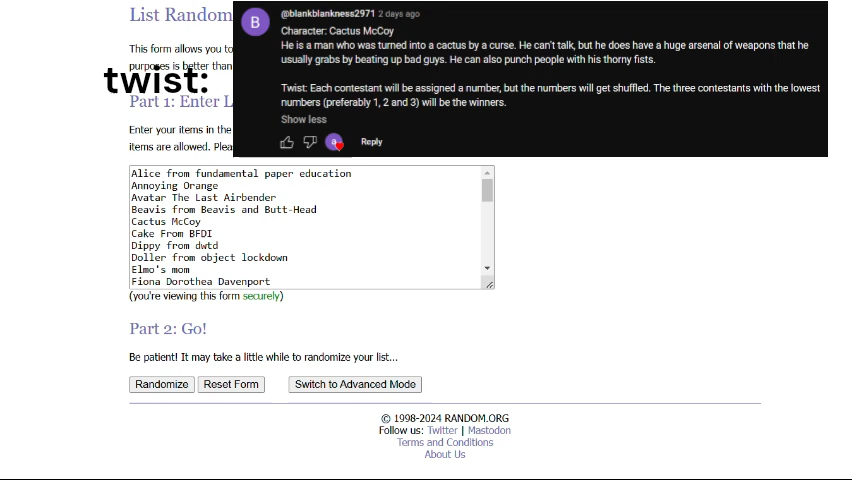 List Random
@blankblankness2971 2 days ago
Character: Cactus McCoy
He is a man who was turned into a cactus by a curse. He can't talk, but he does have a huge arsenal of weapons that he
usually grabs by beating up bad guys. He can also punch people with his thorny fists.
Twist: Each contestant will be assigned a number, but the numbers will get shuffled. The three contestants with the lowest
numbers (preferably 1, 2 and 3) will be the winners.
Show less
Reply
This form allows you to
purposes is better than
twist:
Part 1: Enter L
Enter your items in the
items are allowed. Plea
Alice from fundamental paper education
Annoying Orange
Avatar The Last Airbender
Beavis from Beavis and Butt-Head
Cactus McCoy
Cake From BFDI
Dippy from dwtd
Doller from object lockdown
Elmo's mom
Fiona Dorothea Davenport
(you're viewing this form securely)
Part 2: Go!
Be patient! It may take a little while to randomize your list...
Randomize Reset Form Switch to Advanced Mode
© 1998-2024 RANDOM.ORG
Follow us: Twitter | Mastodon
Terms and Conditions
About Us